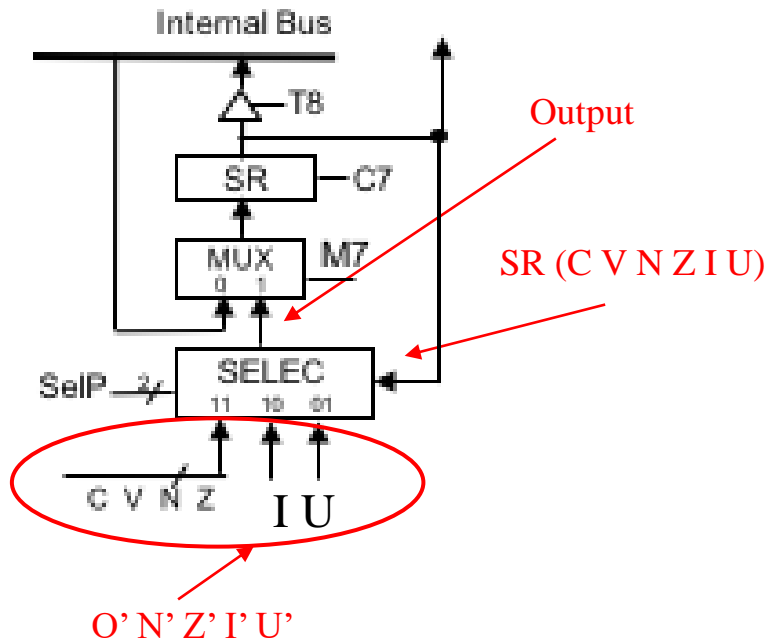 Internal Bus
T8
Output
SR
C7
MUX
M7
0 1
SR (C V N Z I U)
SELEC
SelP
2
11 10 01
C V N Z
I U
O’ N’ Z’ I’ U’